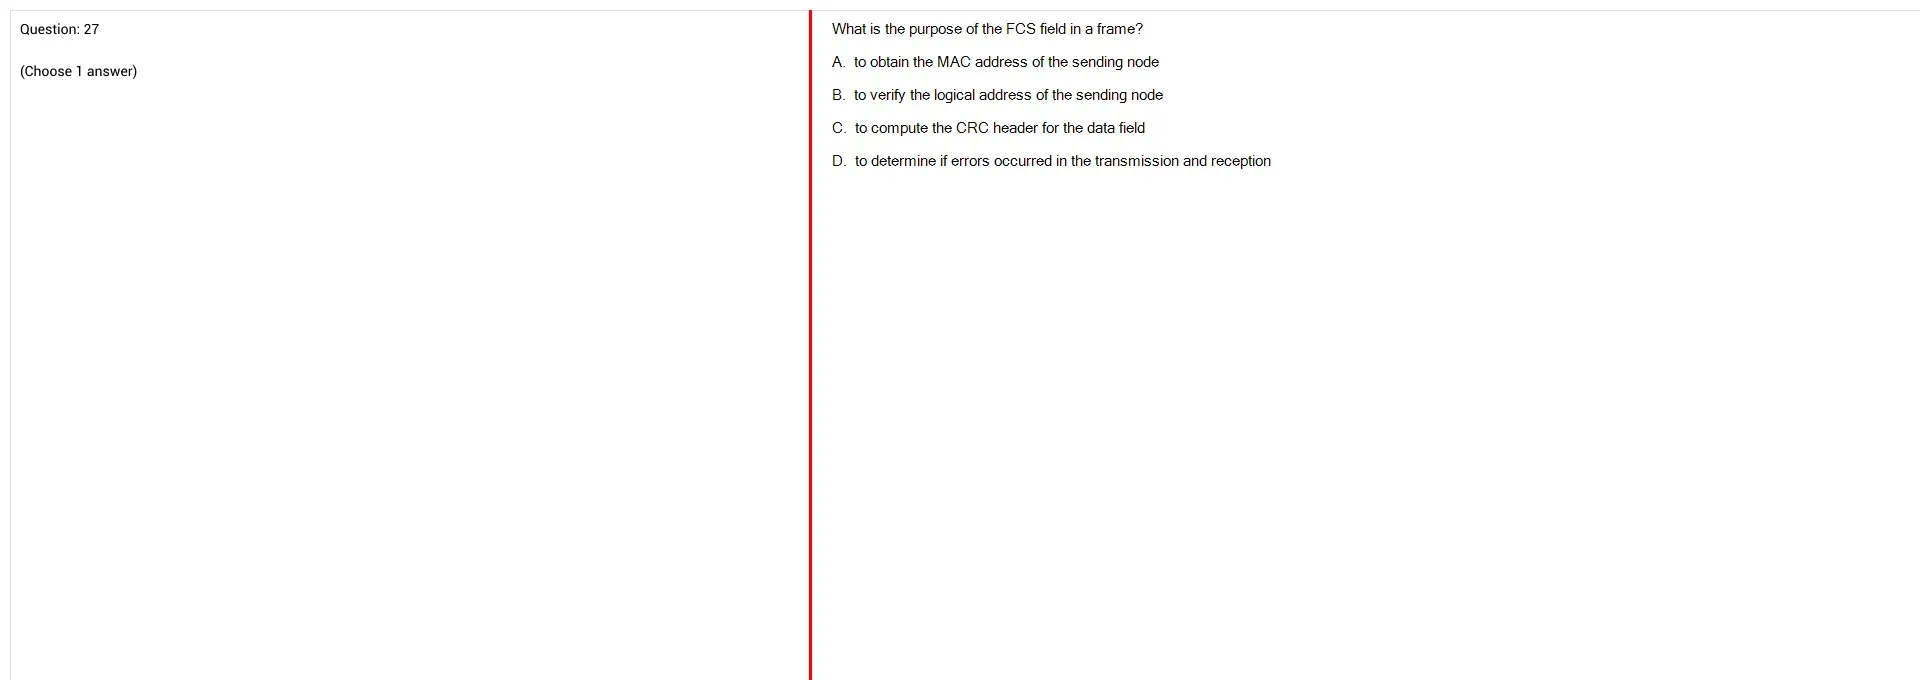 Question: 27
(Choose 1 answer)
What is the purpose of the FCS field in a frame?
A. to obtain the MAC address of the sending node
B. to verify the logical address of the sending node
C. to compute the CRC header for the data field
D. to determine if errors occurred in the transmission and reception